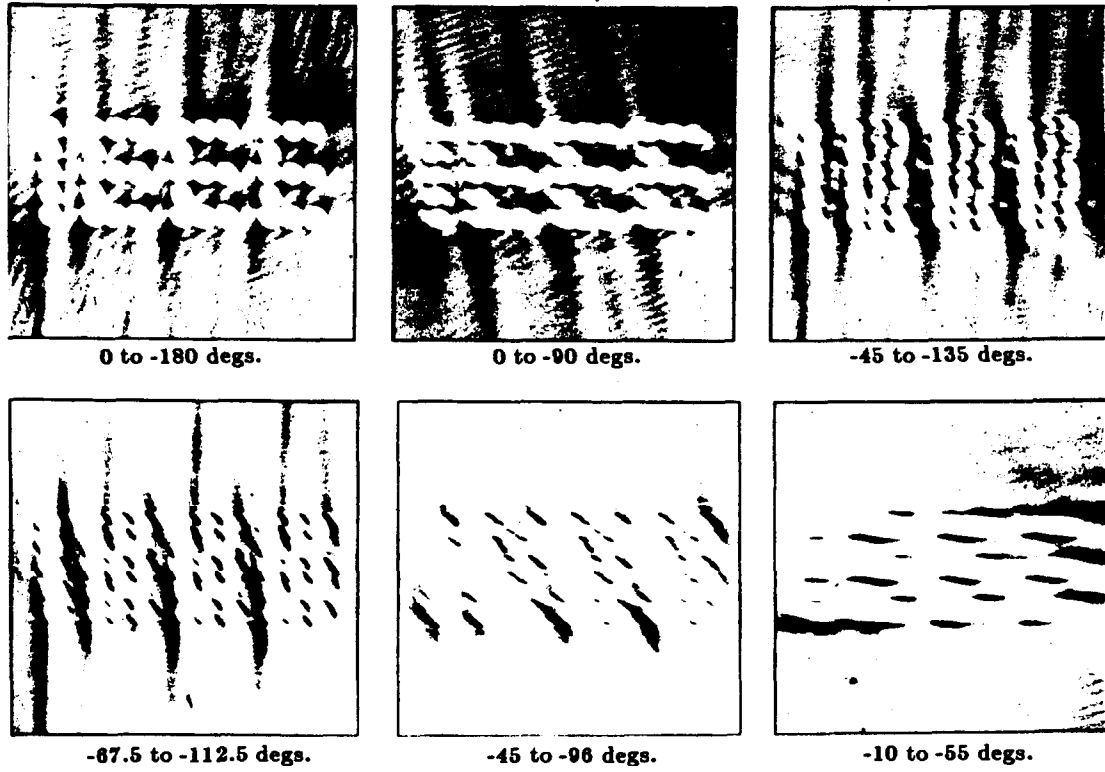 0 to -180 degs.
0 to -90 degs.
-45 to -135 degs.
-67.5 to -112.5 degs.
-45 to -96 degs.
-10 to -55 degs.